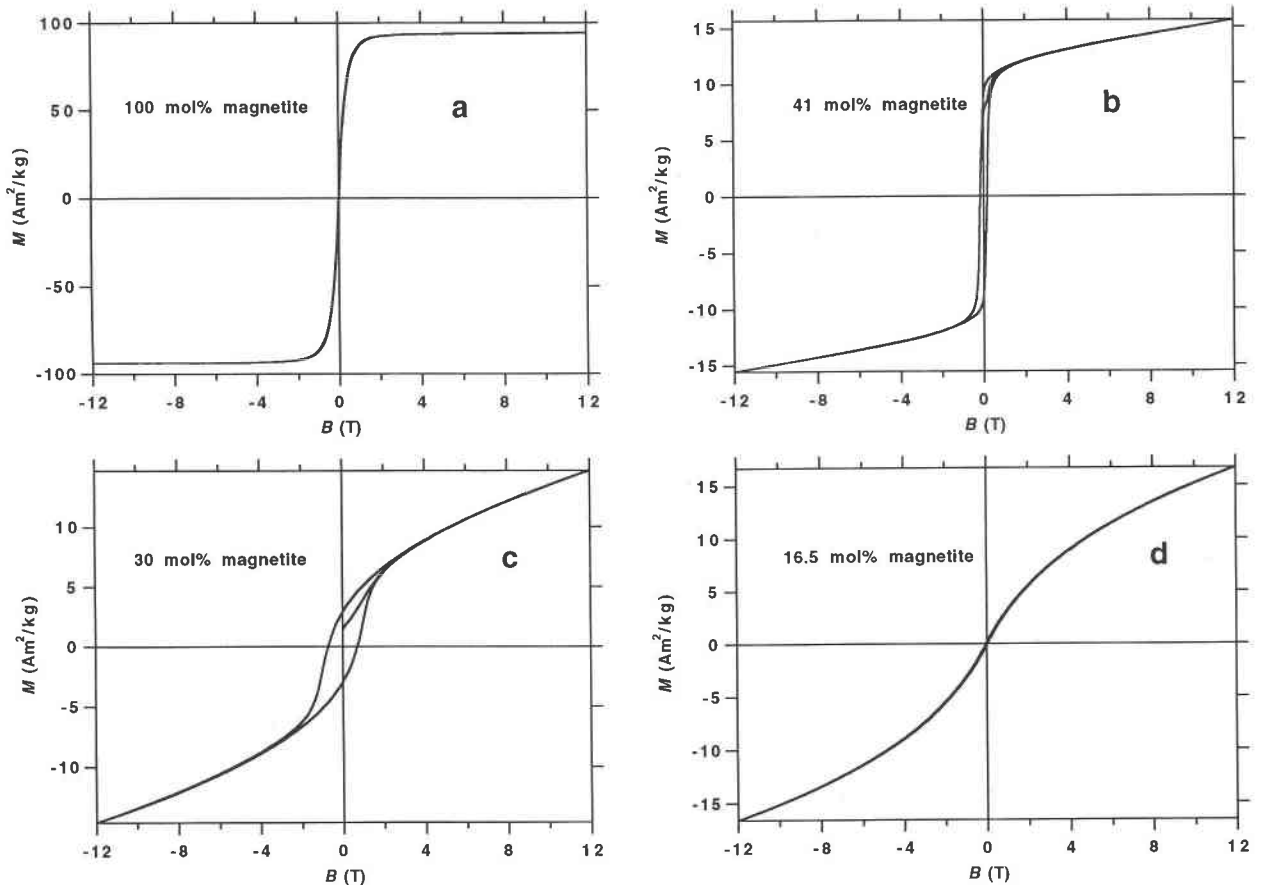 100
50
0
-50
-100
M (Am²/kg)
100 mol% magnetite
a
-12 -8 -4 0 4 8 12
B (T)
15
10
5
0
-5
-10
-15
M (Am²/kg)
41 mol% magnetite
b
-12 -8 -4 0 4 8 12
B (T)
10
5
0
-5
-10
M (Am²/kg)
30 mol% magnetite
c
-12 -8 -4 0 4 8 12
B (T)
15
10
5
0
-5
-10
-15
M (Am²/kg)
16.5 mol% magnetite
d
-12 -8 -4 0 4 8 12
B (T)